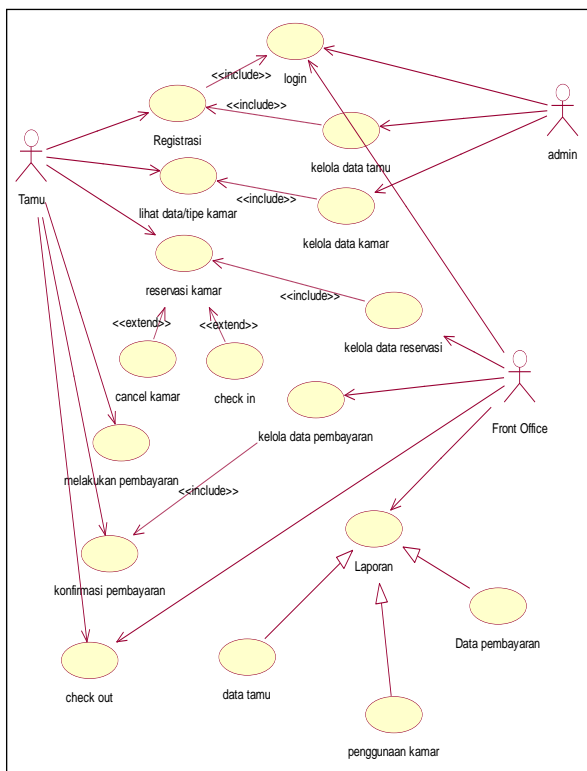 login
<<include>>
Registrasi
<<include>>
kelola data tamu
admin
Tamu
lihat data/tipe kamar
<<include>>
kelola data kamar
reservasi kamar
<<include>>
kelola data reservasi
<<extend>>
<<extend>>
cancel kamar
check in
Front Office
kelola data pembayaran
melakukan pembayaran
<<include>>
konfirmasi pembayaran
Laporan
Data pembayaran
check out
data tamu
penggunaan kamar